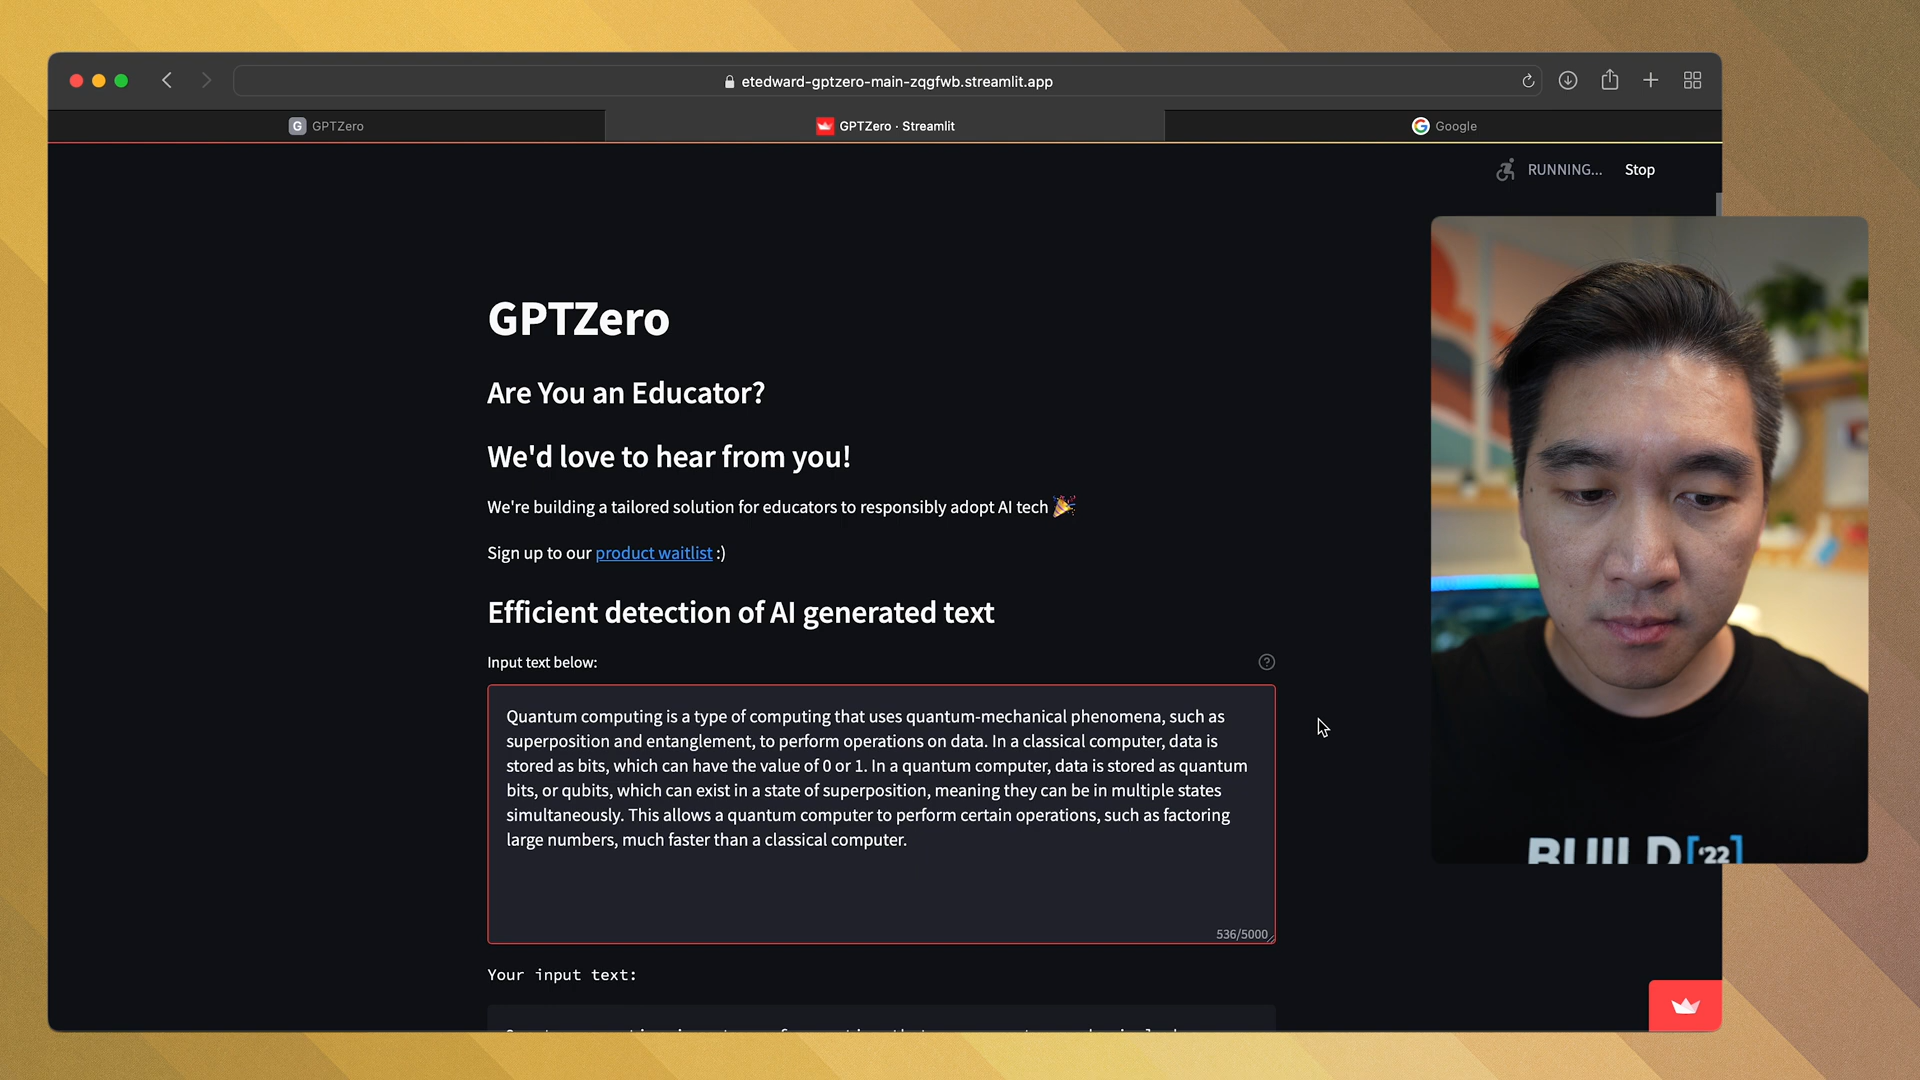 etedward-gptzero-main-zqgfwb.streamlit.app
G GPTZero
GPTZero · Streamlit
Google
RUNNING... Stop
GPTZero
Are You an Educator?
We'd love to hear from you!
We're building a tailored solution for educators to responsibly adopt AI tech 🎉
Sign up to our product waitlist :)
Efficient detection of AI generated text
Input text below:
Quantum computing is a type of computing that uses quantum-mechanical phenomena, such as
superposition and entanglement, to perform operations on data. In a classical computer, data is
stored as bits, which can have the value of 0 or 1. In a quantum computer, data is stored as quantum
bits, or qubits, which can exist in a state of superposition, meaning they can be in multiple states
simultaneously. This allows a quantum computer to perform certain operations, such as factoring
large numbers, much faster than a classical computer.
536/5000
Your input text:
BUILD['22]